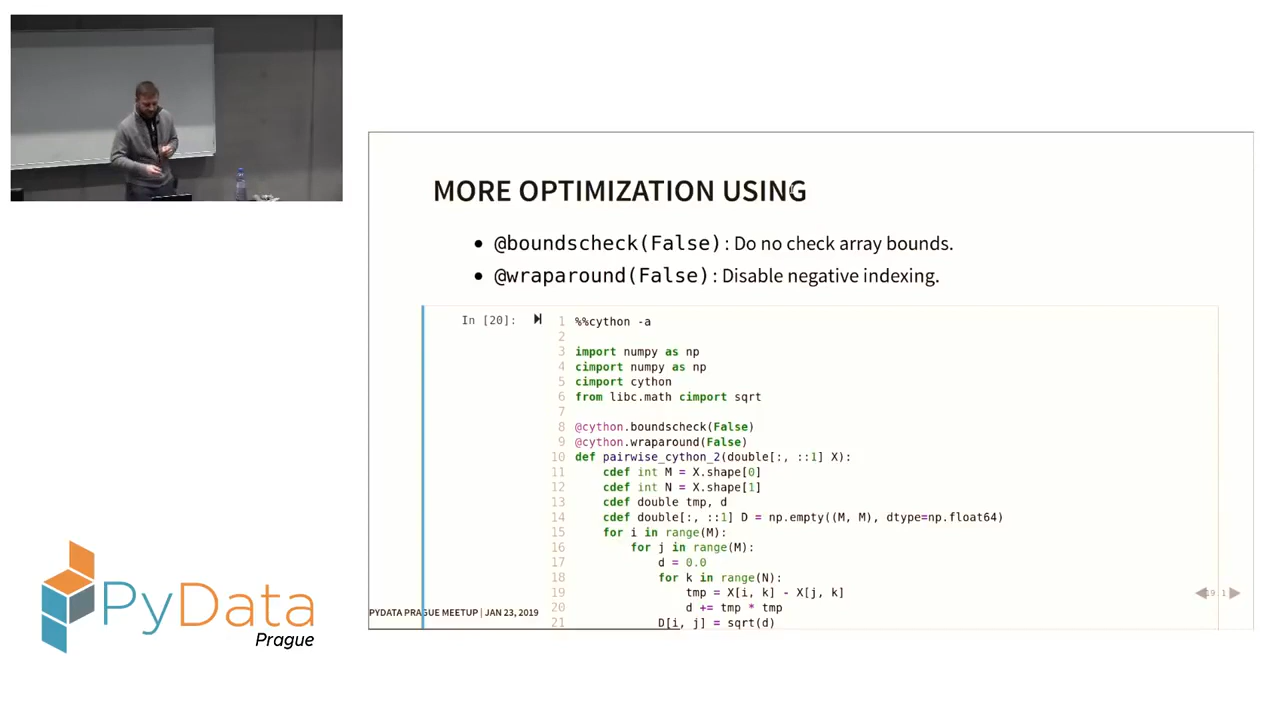 MORE OPTIMIZATION USING
• @boundscheck(False): Do no check array bounds.
• @wraparound(False): Disable negative indexing.
In [20]:
1 %%cython -a
2
3 import numpy as np
4 cimport numpy as np
5 cimport cython
6 from libc.math cimport sqrt
7
8 @cython.boundscheck(False)
9 @cython.wraparound(False)
10 def pairwise_cython_2(double[:, ::1] X):
11     cdef int M = X.shape[0]
12     cdef int N = X.shape[1]
13     cdef double tmp, d
14     cdef double[:, ::1] D = np.empty((M, M), dtype=np.float64)
15     for i in range(M):
16         for j in range(M):
17             d = 0.0
18             for k in range(N):
19                 tmp = X[i, k] - X[j, k]
20                 d += tmp * tmp
21             D[i, j] = sqrt(d)
19.1
PYDATA PRAGUE MEETUP | JAN 23, 2019
PyData
Prague